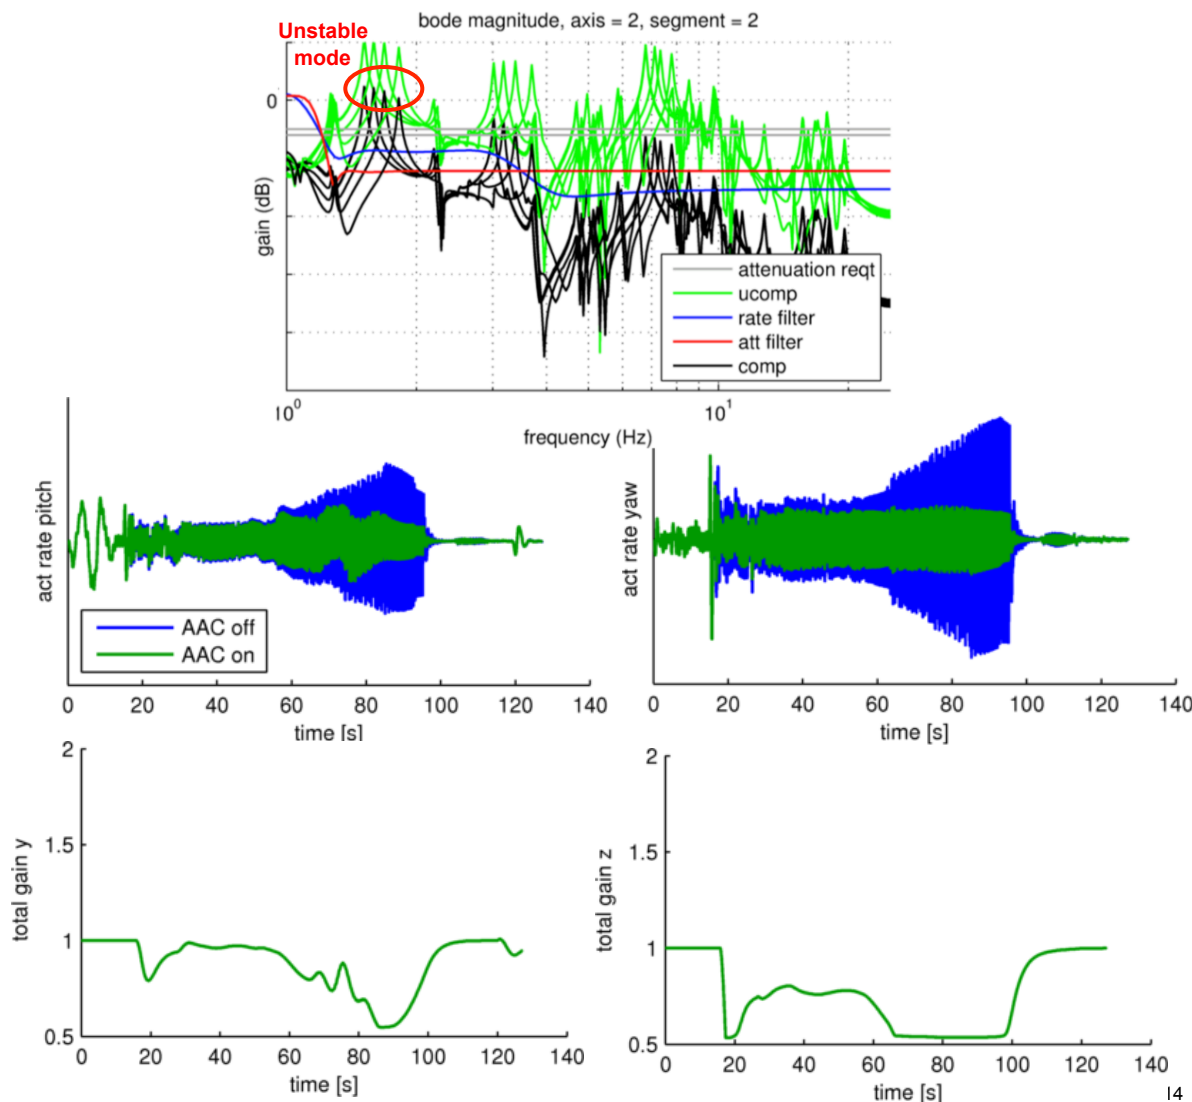 bode magnitude, axis = 2, segment = 2
Unstable
mode
0
gain (dB)
attenuation reqt
ucomp
rate filter
att filter
comp
10^0
10^1
frequency (Hz)
act rate pitch
AAC off
AAC on
0 20 40 60 80 100 120 140
time [s]
act rate yaw
0 20 40 60 80 100 120 140
time [s]
2
1.5
1
0.5
total gain y
0 20 40 60 80 100 120 140
time [s]
2
1.5
1
0.5
total gain z
0 20 40 60 80 100 120 140
time [s]
14